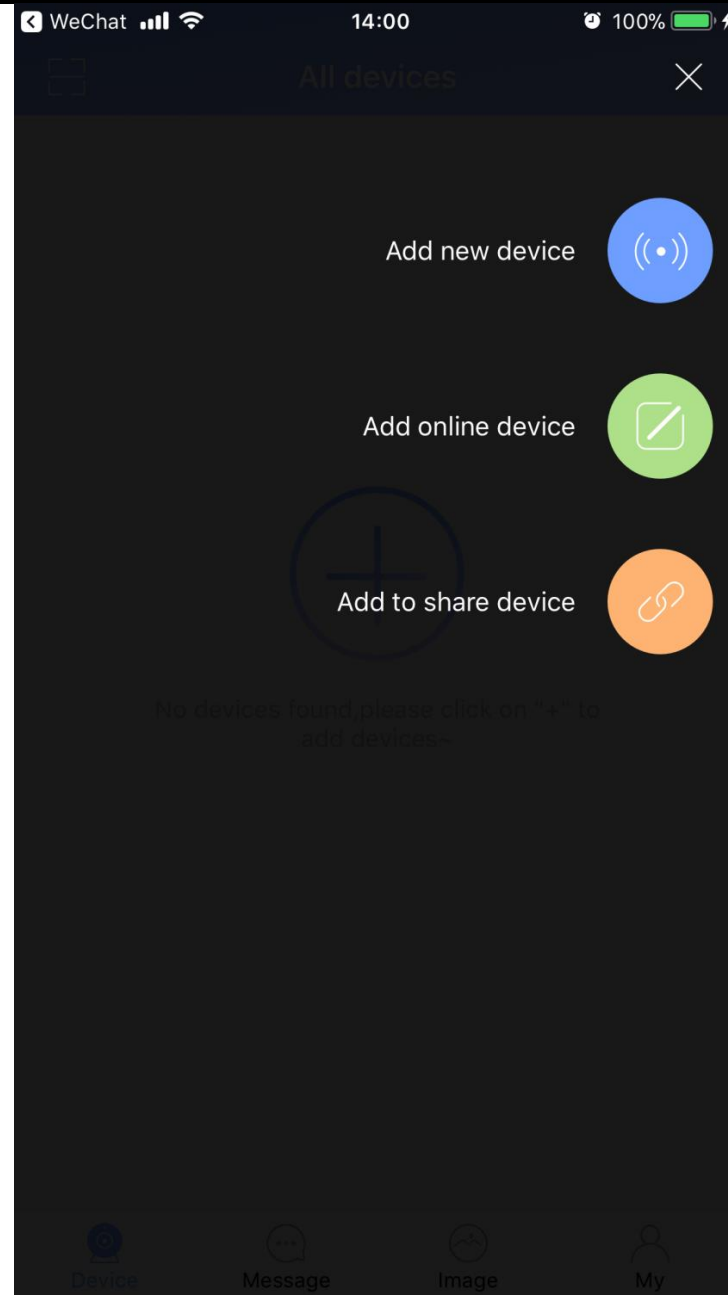 WeChat 14:00 100%
All devices
Add new device
Add online device
Add to share device
No devices found,please click on "+" to
add devices~
Device Message Image My